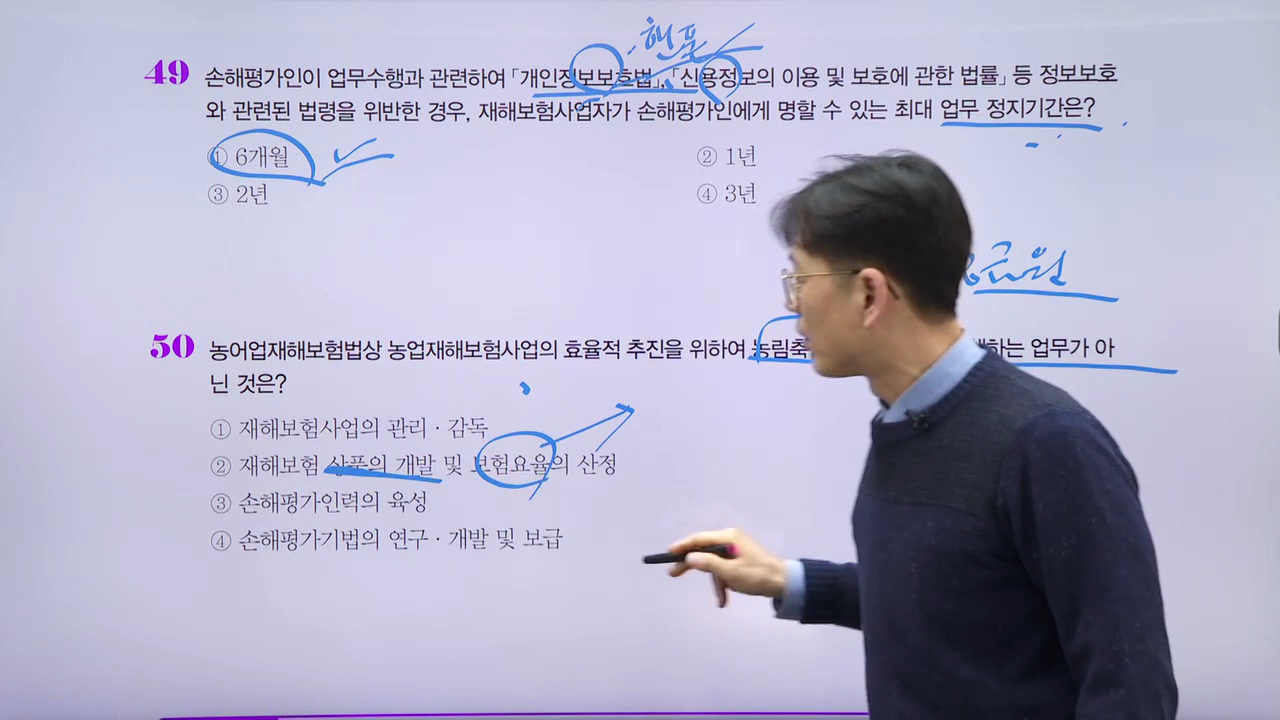 현품
49 손해평가인이 업무수행과 관련하여 「개인정보보호법」, 「신용정보의 이용 및 보호에 관한 법률」 등 정보보호
와 관련된 법령을 위반한 경우, 재해보험사업자가 손해평가인에게 명할 수 있는 최대 업무 정지기간은?
① 6개월 ② 1년
③ 2년 ④ 3년
50 농어업재해보험법상 농업재해보험사업의 효율적 추진을 위하여 농림축 하는 업무가 아
닌 것은?
① 재해보험사업의 관리 · 감독
② 재해보험 상품의 개발 및 보험요율의 산정
③ 손해평가인력의 육성
④ 손해평가기법의 연구 · 개발 및 보급